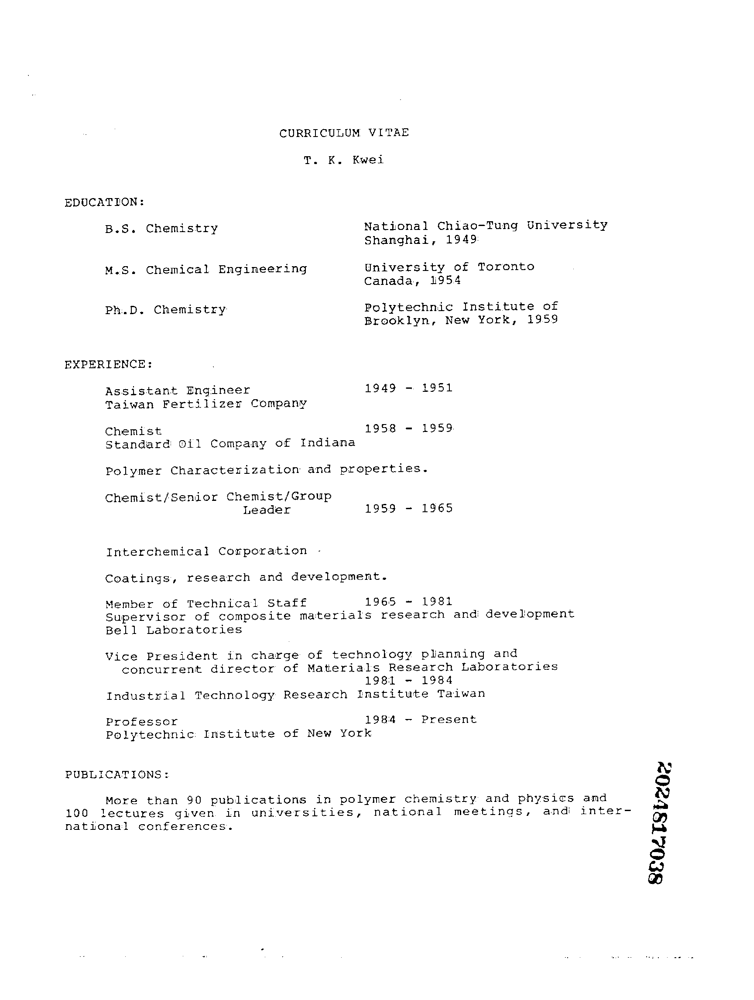 CURRICULUM VITAE
T. K. Kwei
EDUCATION:
B.S. Chemistry National Chiao-Tung University
Shanghai, 1949
M.S. Chemical Engineering University of Toronto
Canada, 1954
Ph.D. Chemistry Polytechnic Institute of
Brooklyn, New York, 1959
EXPERIENCE:
Assistant Engineer 1949 - 1951
Taiwan Fertilizer Company
Chemist 1958 - 1959
Standard Oil Company of Indiana
Polymer Characterization and properties.
Chemist/Senior Chemist/Group
Leader 1959 - 1965
Interchemical Corporation
Coatings, research and development.
Member of Technical Staff 1965 - 1981
Supervisor of composite materials research and development
Bell Laboratories
Vice President in charge of technology planning and
concurrent director of Materials Research Laboratories
1981 - 1984
Industrial Technology Research Institute Taiwan
Professor 1984 - Present
Polytechnic Institute of New York
PUBLICATIONS:
More than 90 publications in polymer chemistry and physics and
100 lectures given in universities, national meetings, and inter-
national conferences.
2024817038